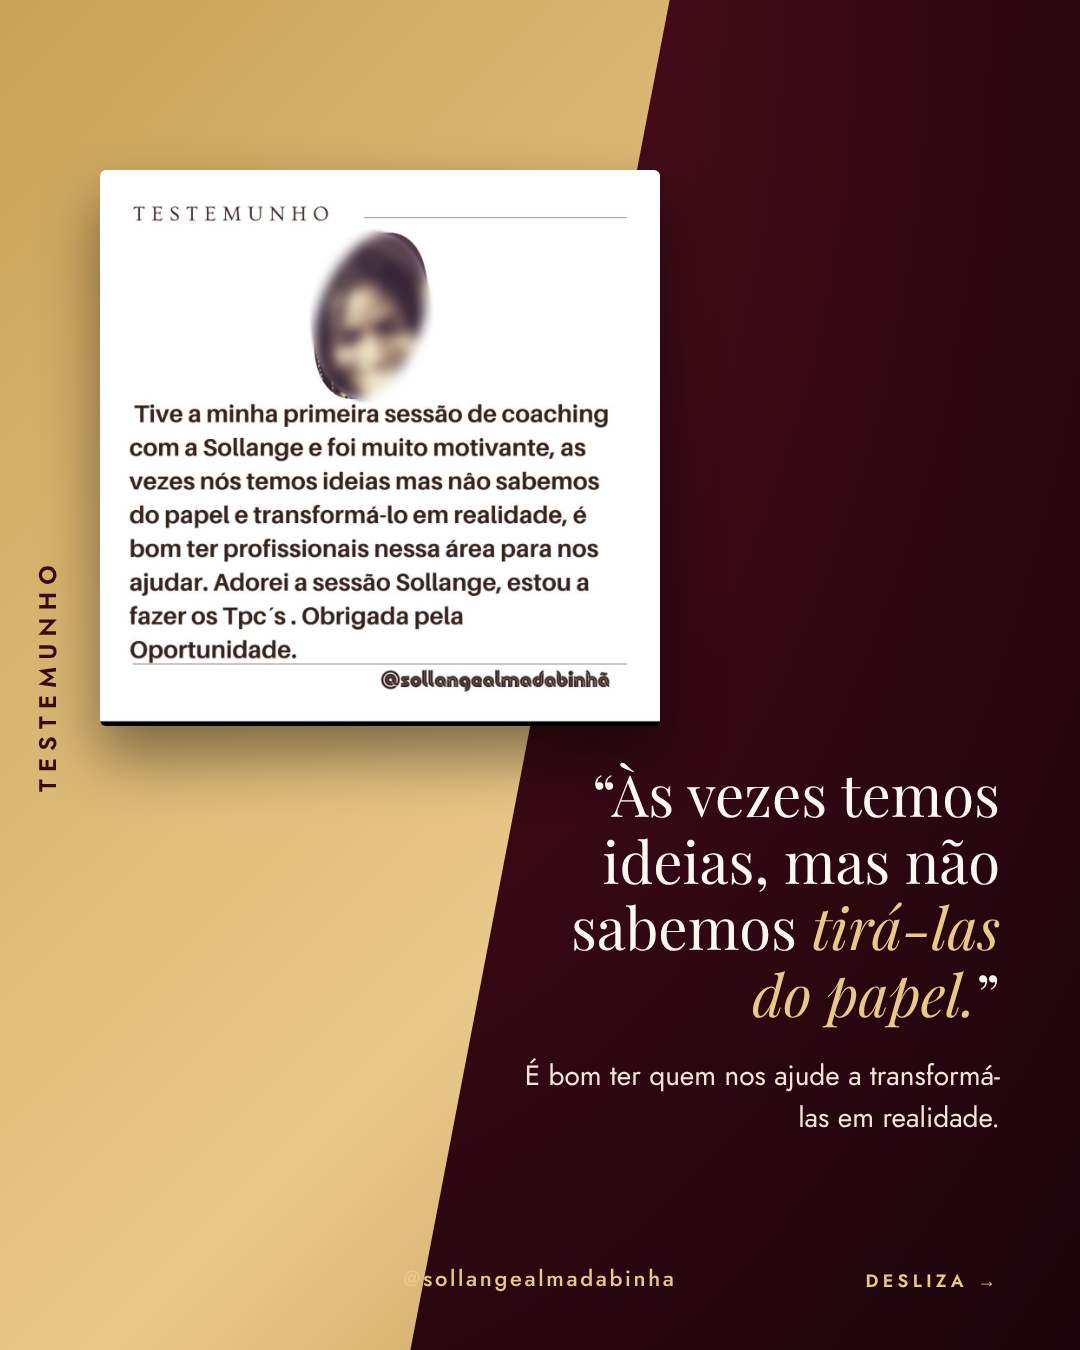 TESTEMUNHO
TESTEMUNHO
Tive a minha primeira sessão de coaching
com a Sollange e foi muito motivante, as
vezes nós temos ideias mas nâo sabemos
do papel e transformá-lo em realidade, é
bom ter profissionais nessa área para nos
ajudar. Adorei a sessão Sollange, estou a
fazer os Tpc´s . Obrigada pela
Oportunidade.
@sollangealmadabinhã
“Às vezes temos
ideias, mas não
sabemos tirá-las
do papel.”
É bom ter quem nos ajude a transformá-
las em realidade.
@sollangealmadabinha
DESLIZA →